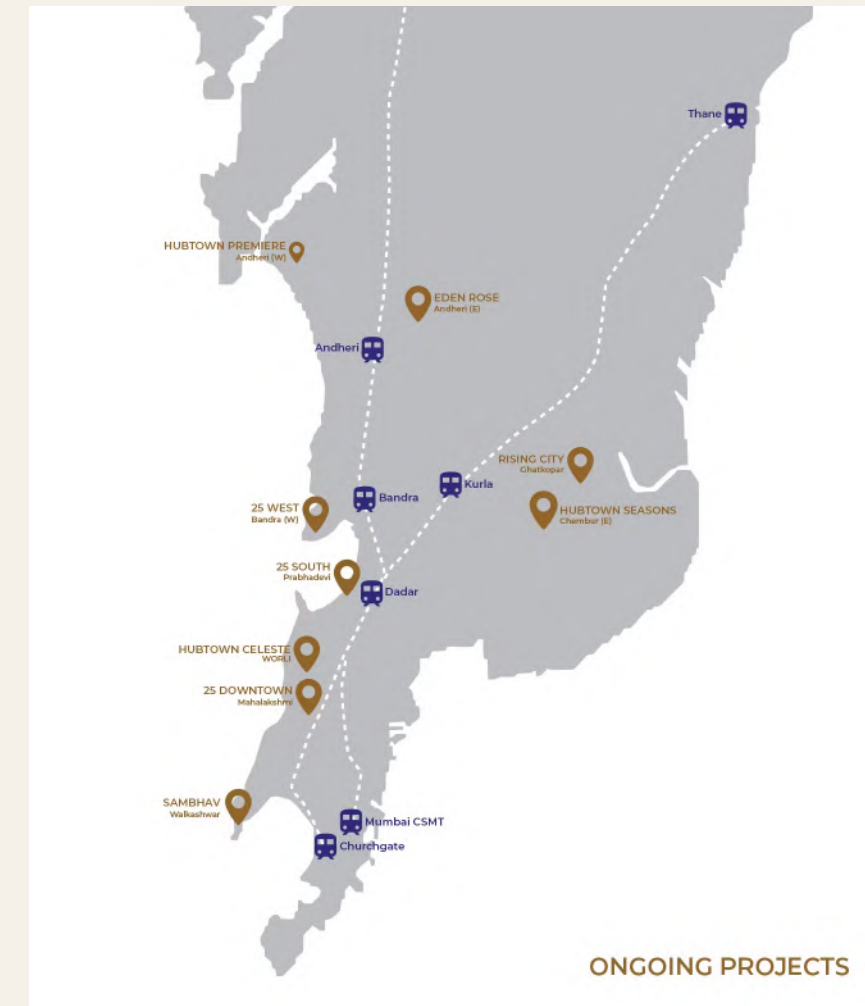 Thane
HUBTOWN PREMIERE
Andheri (W)
EDEN ROSE
Andheri (E)
Andheri
RISING CITY
Ghatkopar
Kurla
Bandra
25 WEST
Bandra (W)
HUBTOWN SEASONS
Chembur (E)
25 SOUTH
Prabhadevi
Dadar
HUBTOWN CELESTE
WORLI
25 DOWNTOWN
Mahalakshmi
SAMBHAV
Walkashwar
Mumbai CSMT
Churchgate
ONGOING PROJECTS